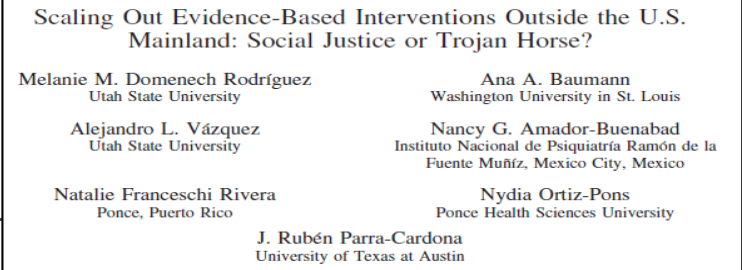 Scaling Out Evidence-Based Interventions Outside the U.S.
Mainland: Social Justice or Trojan Horse?
Melanie M. Domenech Rodríguez
Utah State University
Ana A. Baumann
Washington University in St. Louis
Alejandro L. Vázquez
Utah State University
Nancy G. Amador-Buenabad
Instituto Nacional de Psiquiatría Ramón de la
Fuente Muñíz, Mexico City, Mexico
Natalie Franceschi Rivera
Ponce, Puerto Rico
Nydia Ortiz-Pons
Ponce Health Sciences University
J. Rubén Parra-Cardona
University of Texas at Austin